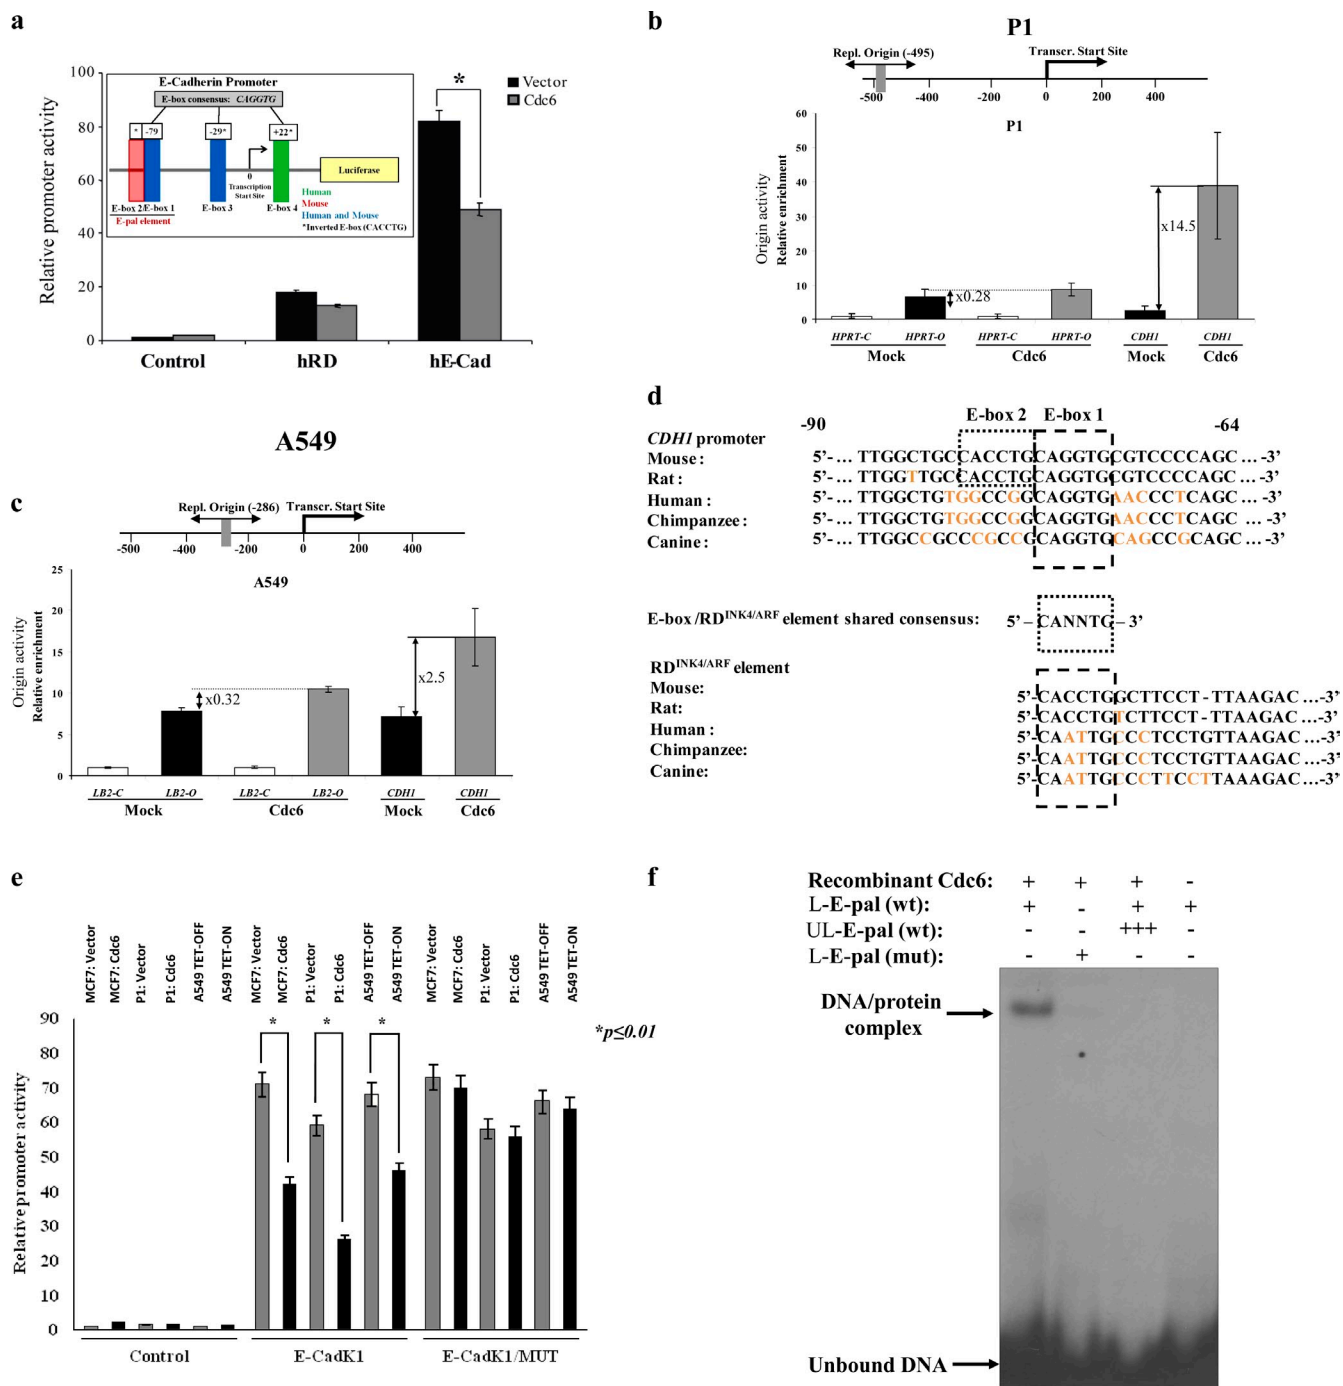 a
Relative promoter activity
100
80
60
40
20
0
E-Cadherin Promoter
E-box consensus: CAGGTG
* -79
-29*
+22*
0
Transcription
Start Site
Luciferase
E-box 2/E-box 1
E-pal element
E-box 3
E-box 4
Human
Mouse
Human and Mouse
*Inverted E-box (CACCTG)
*
Vector
Cdc6
Control hRD hE-Cad
b
P1
Repl. Origin (-495)
Transcr. Start Site
-500 -400 -200 0 200 400
P1
Origin activity
Relative enrichment
60
50
40
30
20
10
0
x0.28
x14.5
HPRT-C HPRT-O HPRT-C HPRT-O CDH1 CDH1
Mock Cdc6 Mock Cdc6
A549
c
Repl. Origin (-286)
Transcr. Start Site
-500 -400 -200 0 200 400
A549
Origin activity
Relative enrichment
25
20
15
10
5
0
x0.32
x2.5
LB2-C LB2-O LB2-C LB2-O CDH1 CDH1
Mock Cdc6 Mock Cdc6
d
E-box 2 E-box 1
-90 -64
CDH1 promoter
Mouse: 5’- ... TTGGCTGCCACCTGCAGGTGCGTCCCCAGC ... -3’
Rat: 5’- ... TTGGTTGCCACCTGCAGGTGCGTCCCCAGC ... -3’
Human: 5’- ... TTGGCTGTGGCCGGCAGGTGAACCCTCAGC ... -3’
Chimpanzee: 5’- ... TTGGCTGTGGCCGGCAGGTGAACCCTCAGC ... -3’
Canine: 5’- ... TTGGCCGCCCGCCGCAGGTGCAGCCGCAGC ... -3’
E-box /RDINK4/ARF element shared consensus: 5’ – CANNTG – 3’
RDINK4/ARF element
Mouse: 5’-CACCTGGCTTCCT - TTAAGAC ...-3’
Rat: 5’-CACCTGTCTTCCT - TTAAGAC ...-3’
Human : 5’-CAATTGCCCTCCTGTTAAGAC ...-3’
Chimpanzee: 5’-CAATTGCCCTCCTGTTAAGAC ...-3’
Canine: 5’-CAATTGCCCTTCCTTAAAGAC ...-3’
e
MCF7: Vector
MCF7: Cdc6
P1: Vector
P1: Cdc6
A549 TET-OFF
A549 TET-ON
MCF7: Vector
MCF7: Cdc6
P1: Vector
P1: Cdc6
A549 TET-OFF
A549 TET-ON
MCF7: Vector
MCF7: Cdc6
P1: Vector
P1: Cdc6
A549 TET-OFF
A549 TET-ON
Relative promoter activity
90
80
70
60
50
40
30
20
10
0
* * *
*p≤0.01
Control E-CadK1 E-CadK1/MUT
f
Recombinant Cdc6: + + + -
L-E-pal (wt): + - + +
UL-E-pal (wt): - - +++ -
L-E-pal (mut): - + - -
DNA/protein
complex
Unbound DNA